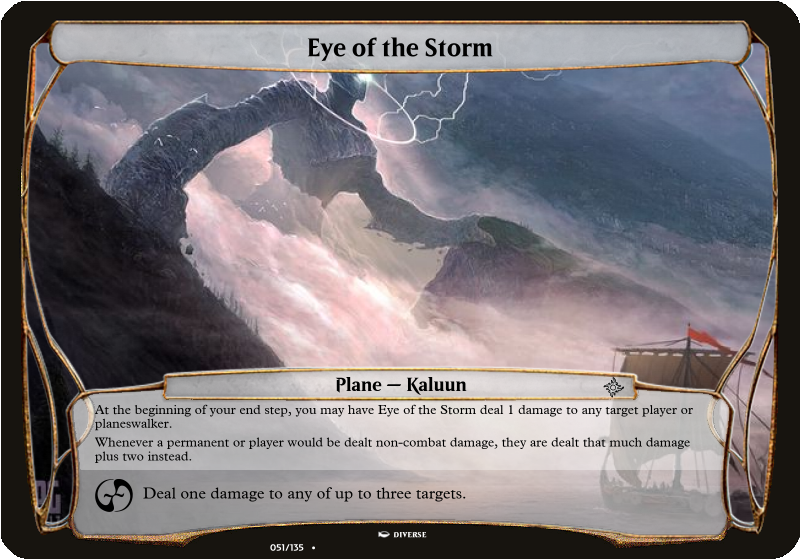 Eye of the Storm
Plane — Kaluun
At the beginning of your end step, you may have Eye of the Storm deal 1 damage to any target player or
planeswalker.
Whenever a permanent or player would be dealt non-combat damage, they are dealt that much damage
plus two instead.
Deal one damage to any of up to three targets.
DIVERSE
051/135 •